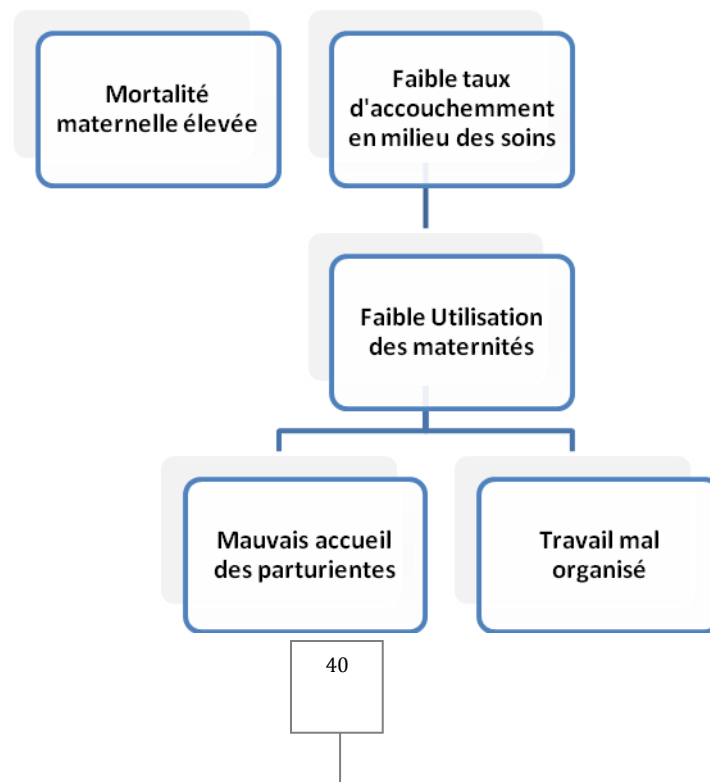 Mortalité
maternelle élevée
Faible taux
d'accouchemment
en milieu des soins
Faible Utilisation
des maternités
Mauvais accueil
des parturientes
Travail mal
organisé
40